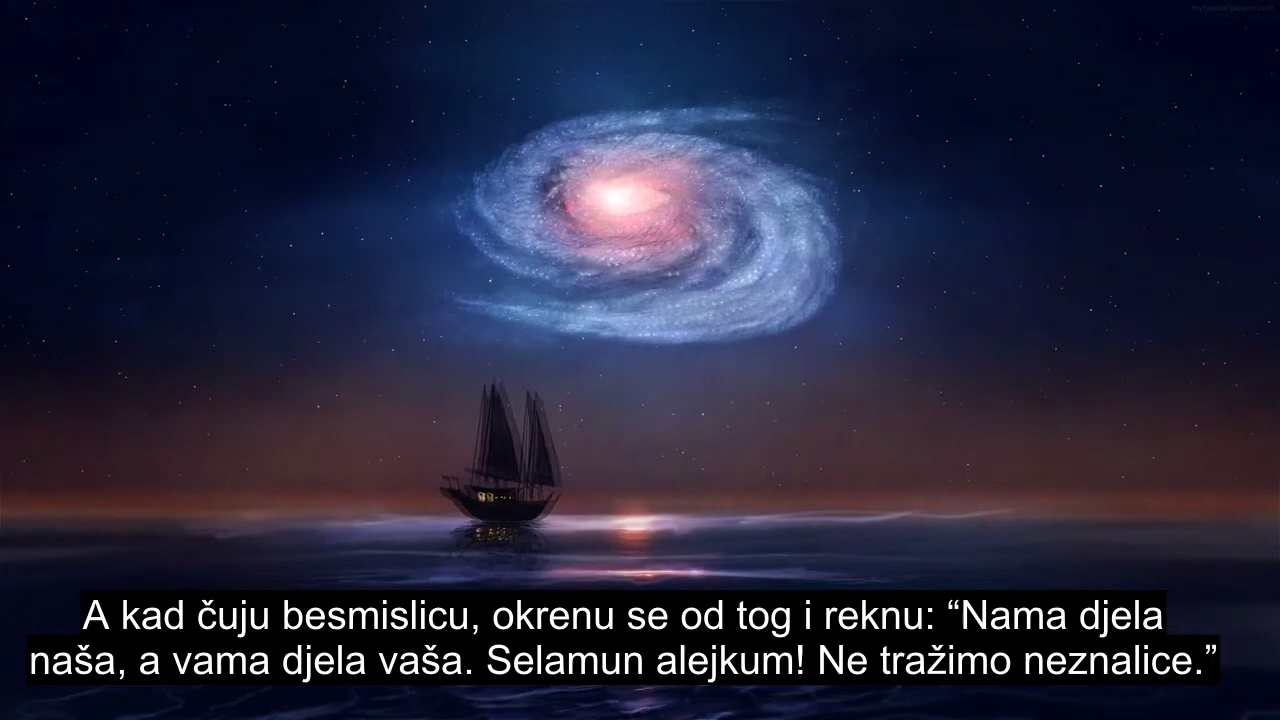 A kad čuju besmislicu, okrenu se od tog i reknu: “Nama djela
naša, a vama djela vaša. Selamun alejkum! Ne tražimo neznalice.”